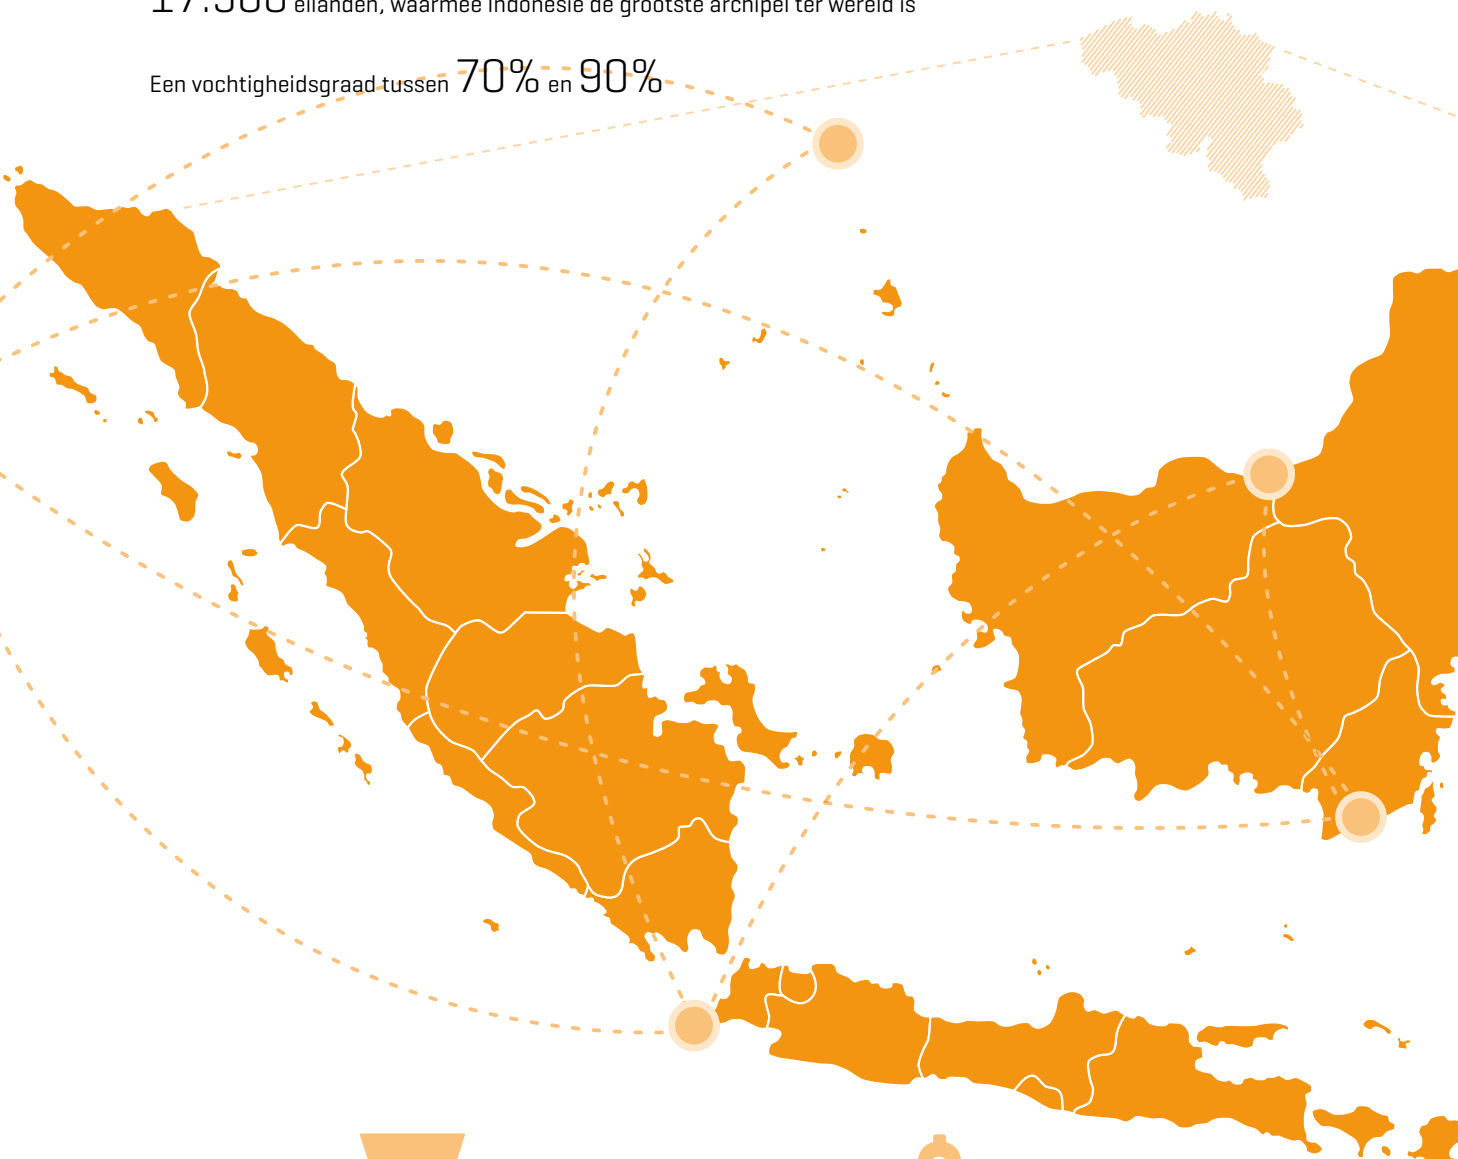 eilanden, waarmee Indonesië de grootste archipel ter wereld is
Een vochtigheidsgraad tussen 70% en 90%